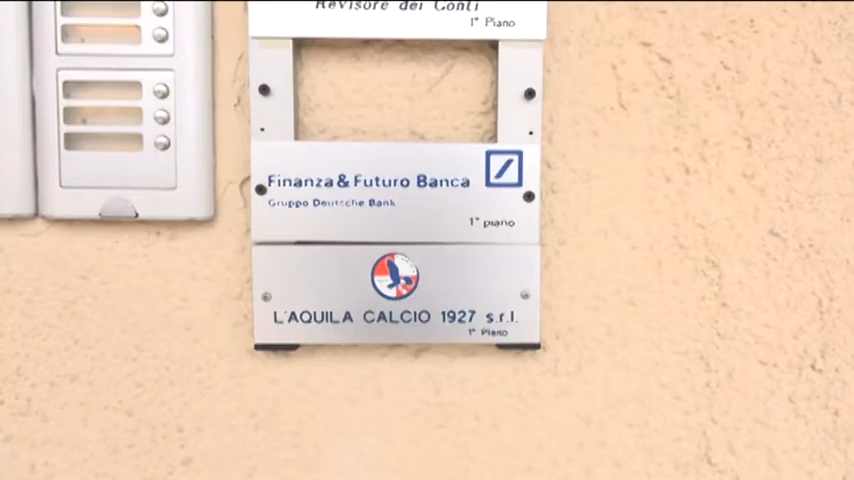 Revisore dei Conti
1° Piano
Finanza & Futuro Banca
Gruppo Deutsche Bank
1° piano
L'AQUILA CALCIO 1927 s.r.l.
1° Piano